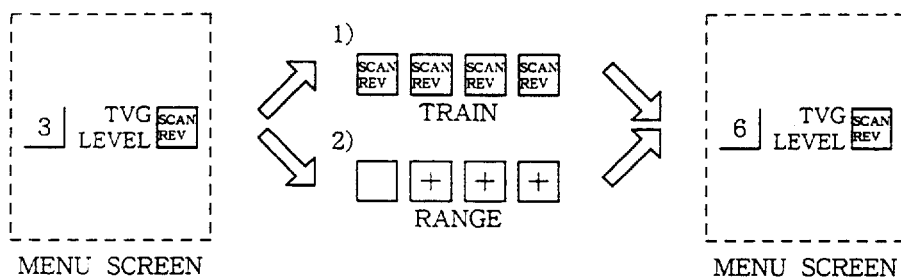 3
TVG
LEVEL
SCAN
REV
MENU SCREEN
1)
SCAN
REV
SCAN
REV
SCAN
REV
SCAN
REV
TRAIN
2)
+ + +
RANGE
6
TVG
LEVEL
SCAN
REV
MENU SCREEN